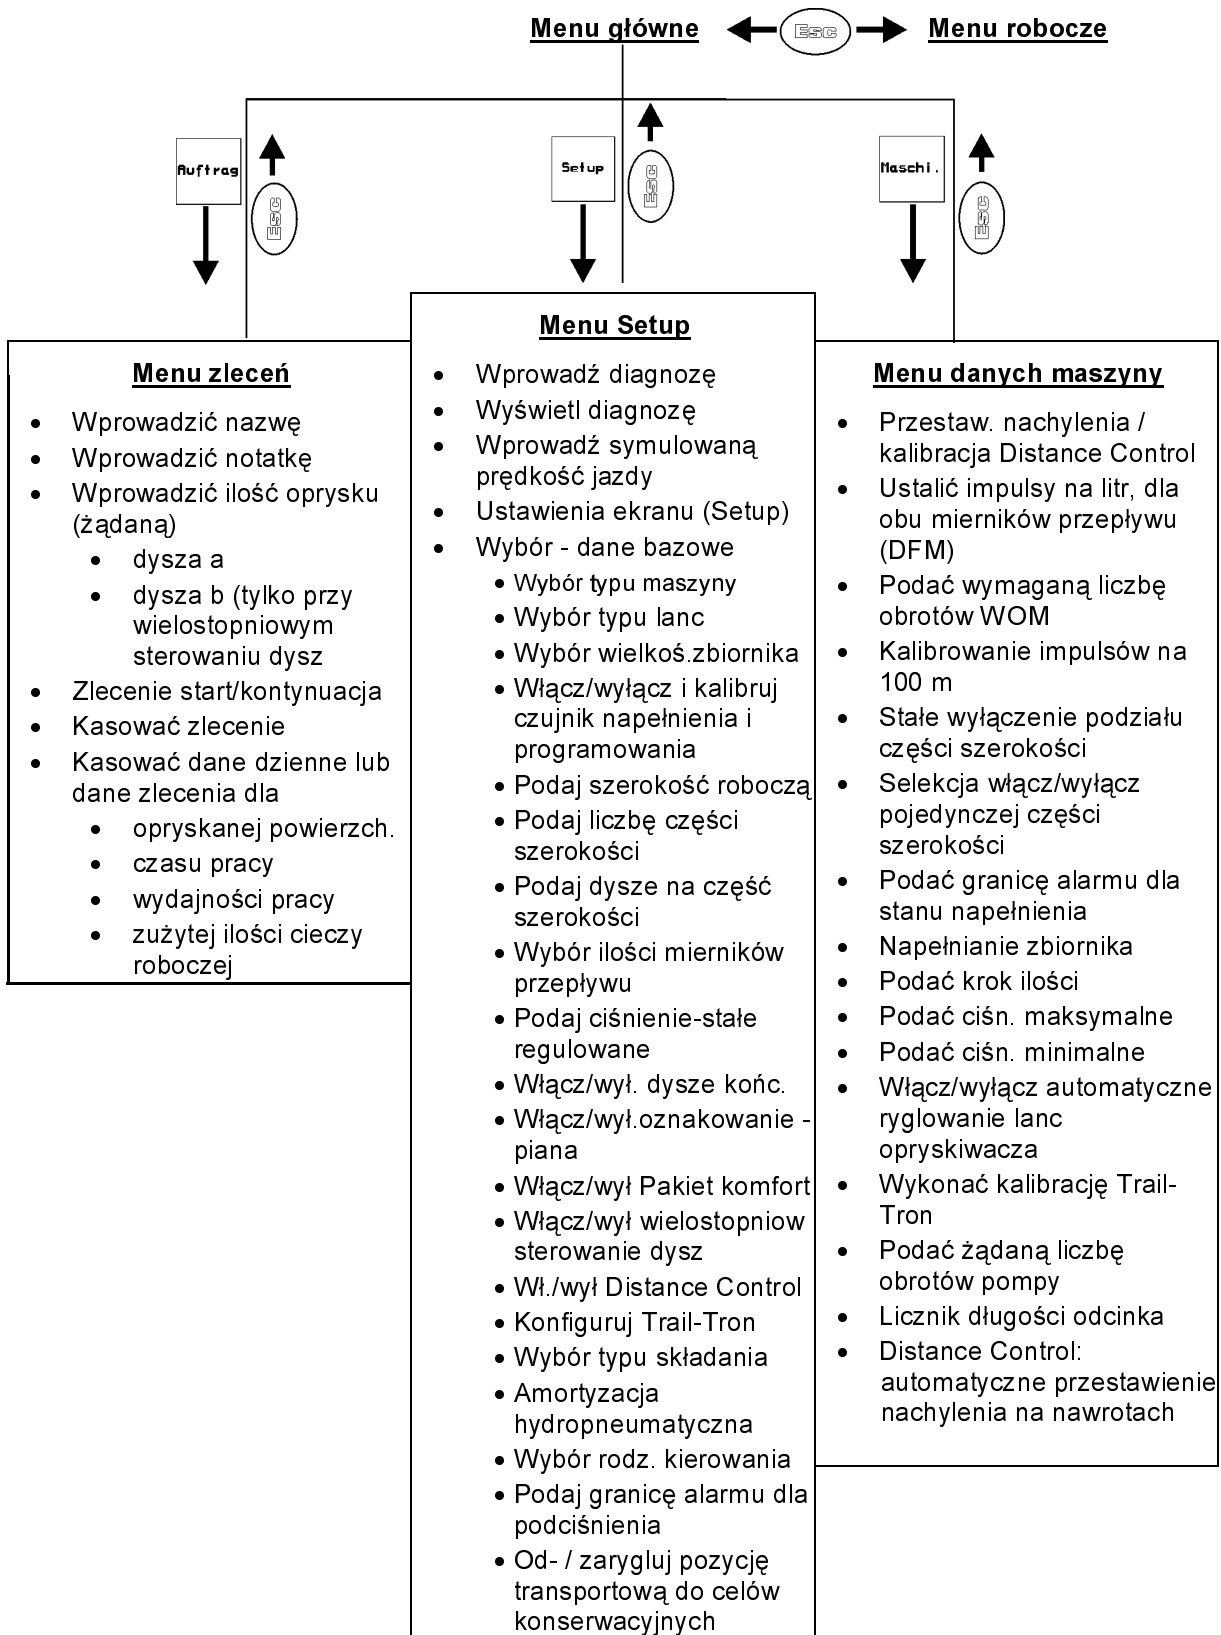 Menu główne
Esc
Menu robocze
Auftrag
Esc
Setup
Esc
Maschi.
Esc
Menu zleceń
• Wprowadzić nazwę
• Wprowadzić notatkę
• Wprowadzić ilość oprysku
(żądaną)
• dysza a
• dysza b (tylko przy
wielostopniowym
sterowaniu dysz
• Zlecenie start/kontynuacja
• Kasować zlecenie
• Kasować dane dzienne lub
dane zlecenia dla
• opryskanej powierzch.
• czasu pracy
• wydajności pracy
• zużytej ilości cieczy
roboczej
Menu Setup
• Wprowadź diagnozę
• Wyświetl diagnozę
• Wprowadź symulowaną
prędkość jazdy
• Ustawienia ekranu (Setup)
• Wybór - dane bazowe
• Wybór typu maszyny
• Wybór typu lanc
• Wybór wielkoś.zbiornika
• Włącz/wyłącz i kalibruj
czujnik napełnienia i
programowania
• Podaj szerokość roboczą
• Podaj liczbę części
szerokości
• Podaj dysze na część
szerokości
• Wybór ilości mierników
przepływu
• Podaj ciśnienie-stałe
regulowane
• Włącz/wył. dysze końc.
• Włącz/wył.oznakowanie -
piana
• Włącz/wył Pakiet komfort
• Włącz/wył wielostopniow
sterowanie dysz
• Wł./wył Distance Control
• Konfiguruj Trail-Tron
• Wybór typu składania
• Amortyzacja
hydropneumatyczna
• Wybór rodz. kierowania
• Podaj granicę alarmu dla
podciśnienia
• Od- / zarygluj pozycję
transportową do celów
konserwacyjnych
Menu danych maszyny
• Przestaw. nachylenia /
kalibracja Distance Control
• Ustalić impulsy na litr, dla
obu mierników przepływu
(DFM)
• Podać wymaganą liczbę
obrotów WOM
• Kalibrowanie impulsów na
100 m
• Stałe wyłączenie podziału
części szerokości
• Selekcja włącz/wyłącz
pojedynczej części
szerokości
• Podać granicę alarmu dla
stanu napełnienia
• Napełnianie zbiornika
• Podać krok ilości
• Podać ciśn. maksymalne
• Podać ciśn. minimalne
• Włącz/wyłącz automatyczne
ryglowanie lanc
opryskiwacza
• Wykonać kalibrację Trail-
Tron
• Podać żądaną liczbę
obrotów pompy
• Licznik długości odcinka
• Distance Control:
automatyczne przestawienie
nachylenia na nawrotach